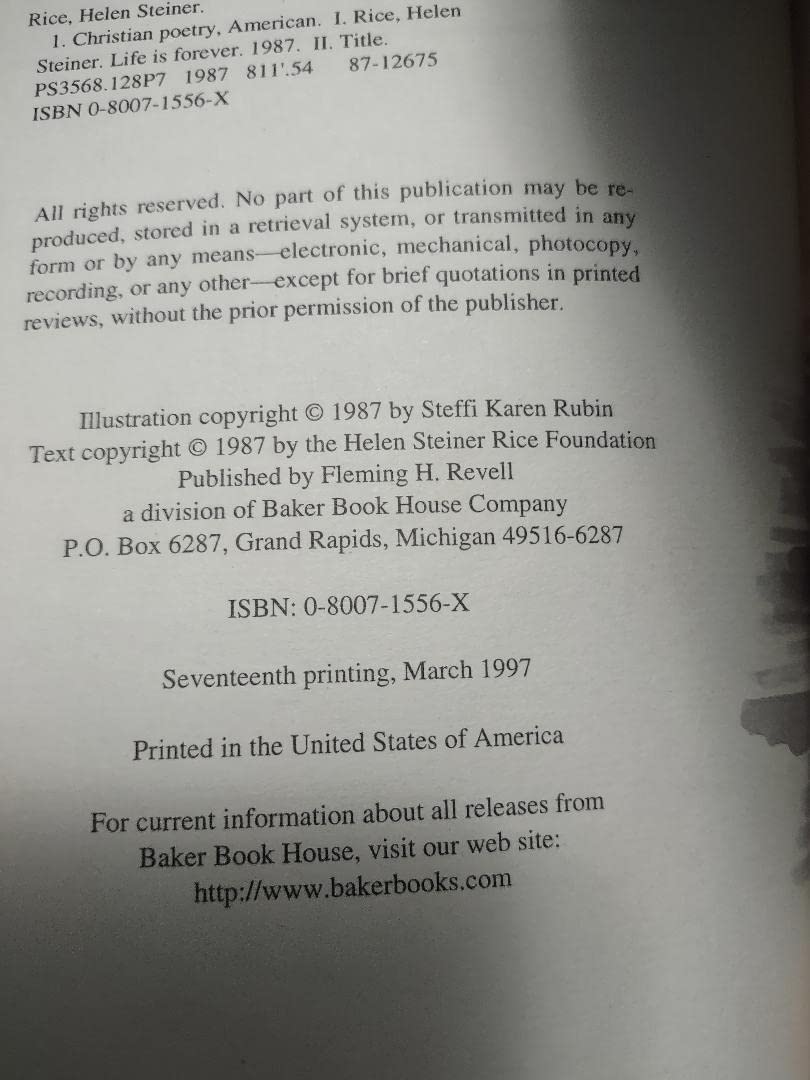 Rice, Helen Steiner.
1. Christian poetry, American. I. Rice, Helen
Steiner. Life is forever. 1987. II. Title.
PS3568.128P7 1987 811'.54 87-12675
ISBN 0-8007-1556-X
All rights reserved. No part of this publication may be re-
produced, stored in a retrieval system, or transmitted in any
form or by any means—electronic, mechanical, photocopy,
recording, or any other—except for brief quotations in printed
reviews, without the prior permission of the publisher.
Illustration copyright © 1987 by Steffi Karen Rubin
Text copyright © 1987 by the Helen Steiner Rice Foundation
Published by Fleming H. Revell
a division of Baker Book House Company
P.O. Box 6287, Grand Rapids, Michigan 49516-6287
ISBN: 0-8007-1556-X
Seventeenth printing, March 1997
Printed in the United States of America
For current information about all releases from
Baker Book House, visit our web site:
http://www.bakerbooks.com